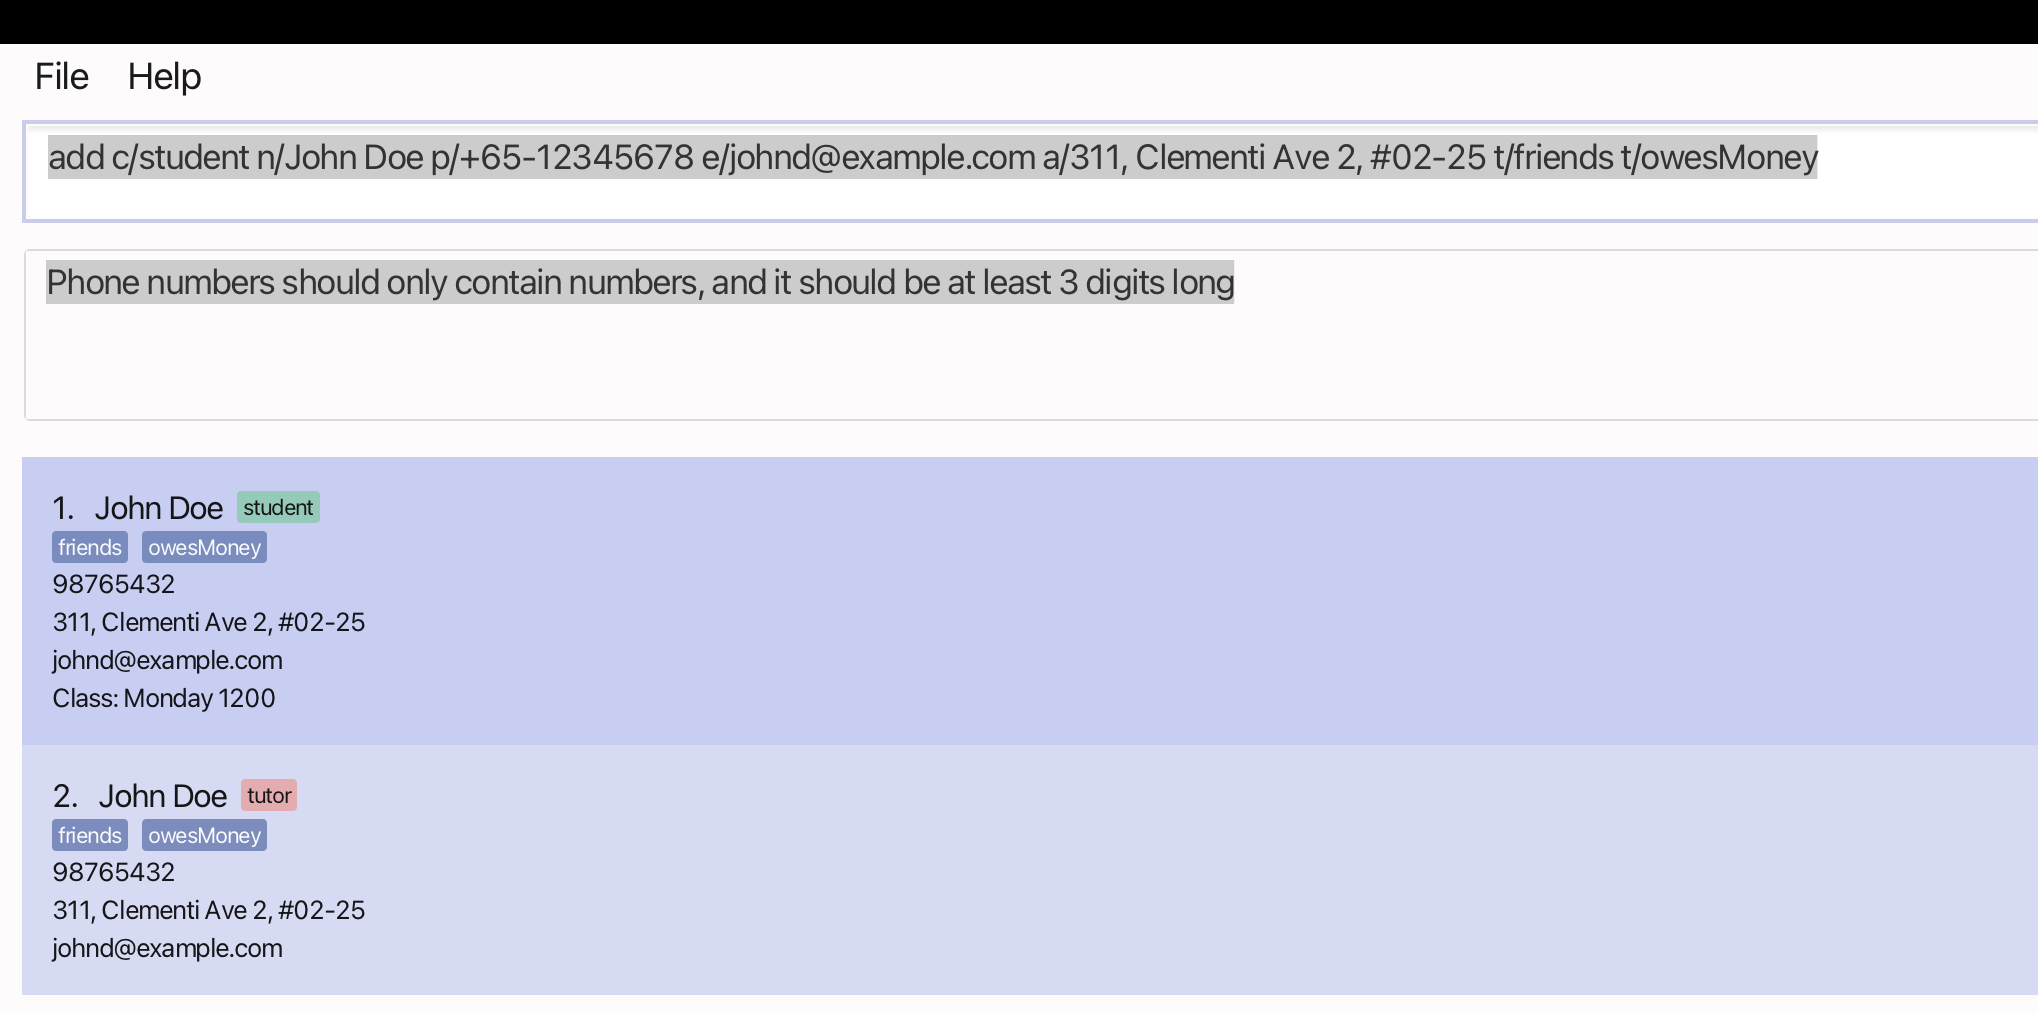 File Help
add c/student n/John Doe p/+65-12345678 e/johnd@example.com a/311, Clementi Ave 2, #02-25 t/friends t/owesMoney
Phone numbers should only contain numbers, and it should be at least 3 digits long
1. John Doe student
friends owesMoney
98765432
311, Clementi Ave 2, #02-25
johnd@example.com
Class: Monday 1200
2. John Doe tutor
friends owesMoney
98765432
311, Clementi Ave 2, #02-25
johnd@example.com